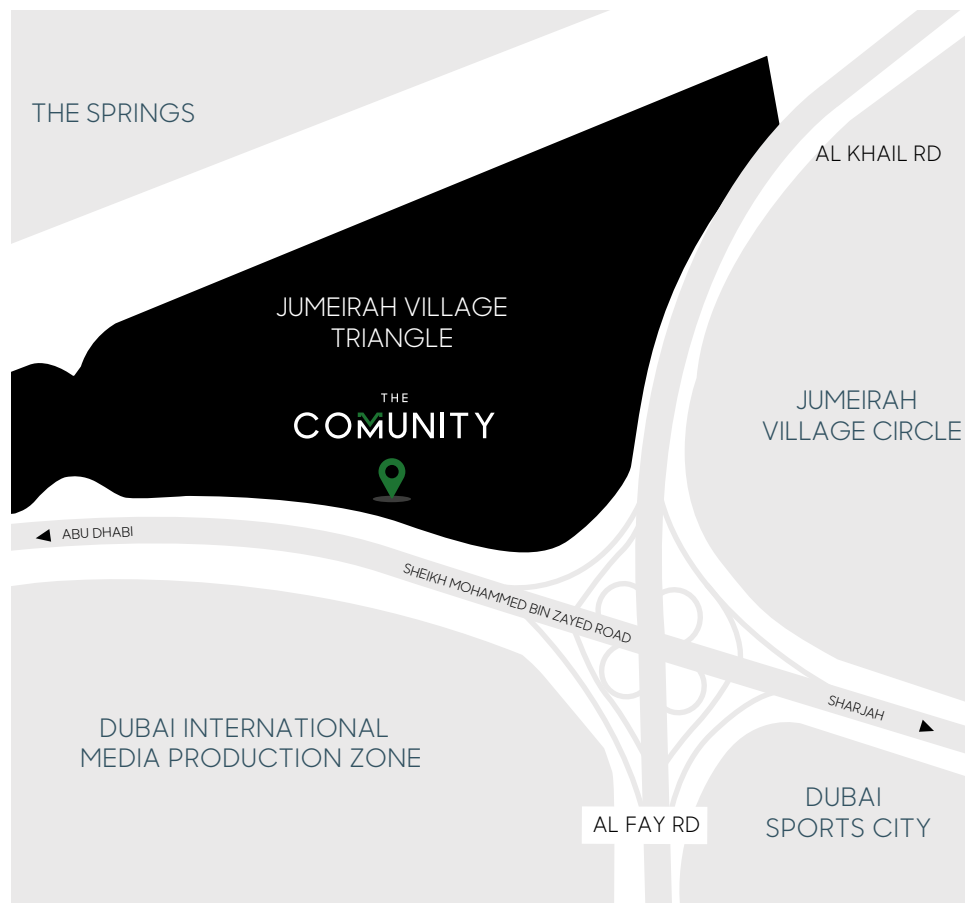 THE SPRINGS
AL KHAIL RD
JUMEIRAH VILLAGE
TRIANGLE
THE
COMUNITY
JUMEIRAH
VILLAGE CIRCLE
ABU DHABI
SHEIKH MOHAMMED BIN ZAYED ROAD
SHARJAH
DUBAI INTERNATIONAL
MEDIA PRODUCTION ZONE
DUBAI
SPORTS CITY
AL FAY RD